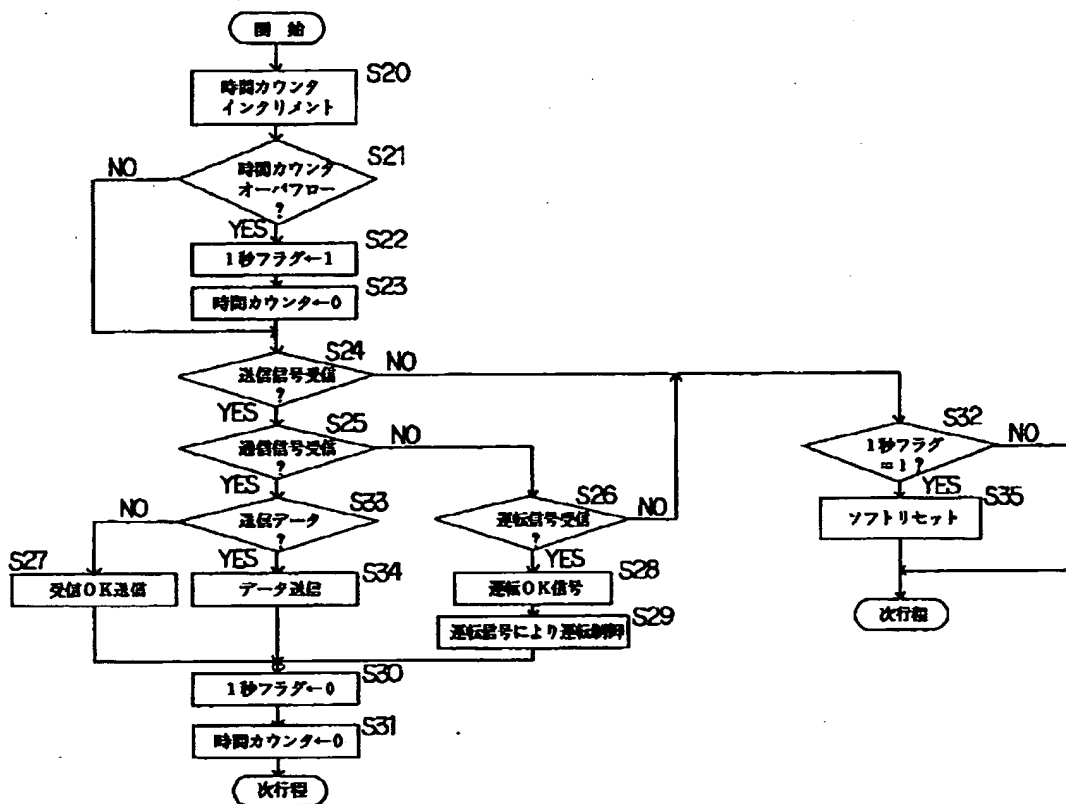 開始
S20
時間カウンタ
インクリメント
S21
時間カウンタ
オーバフロー
?
NO
YES
S22
1秒フラグ←1
S23
時間カウンタ←0
S24
送信信号受信
?
NO
YES
S25
通信信号受信
?
NO
YES
S33
送信データ
?
NO
YES
S26
運転信号受信
?
NO
YES
S32
1秒フラグ
=1?
NO
YES
S35
ソフトリセット
次行程
S27
受信OK送信
S34
データ送信
S28
運転OK信号
S29
運転信号により運転制御
S30
1秒フラグ←0
S31
時間カウンタ←0
次行程